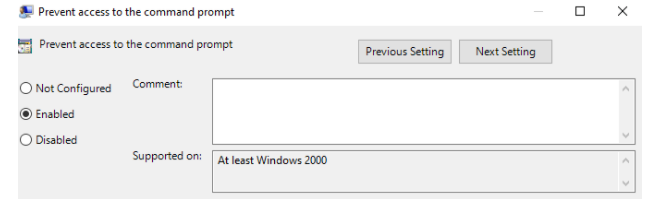 Prevent access to the command prompt
Prevent access to the command prompt
Previous Setting
Next Setting
Not Configured
Comment:
Enabled
Disabled
Supported on:
At least Windows 2000